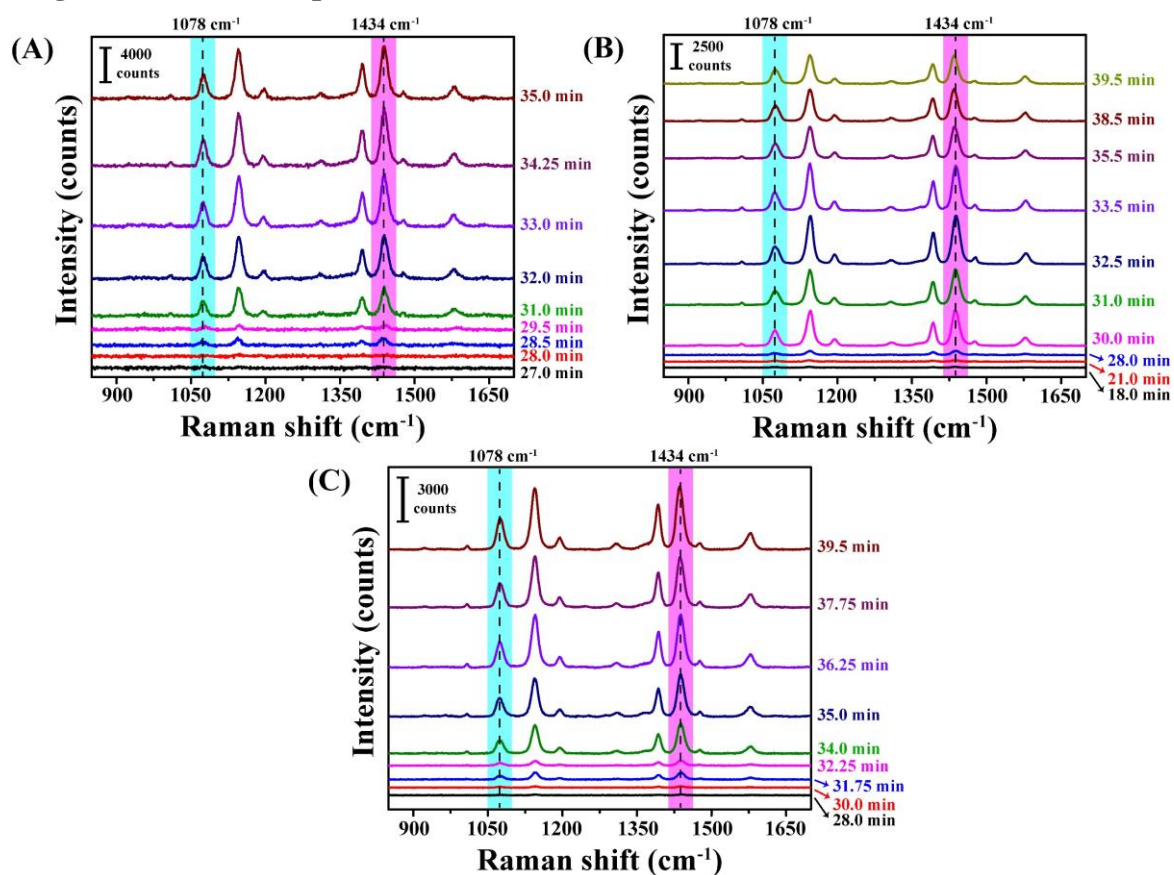 1078 cm⁻¹ 1434 cm⁻¹
(A)
4000
counts
35.0 min
34.25 min
33.0 min
32.0 min
31.0 min
29.5 min
28.5 min
28.0 min
27.0 min
Intensity (counts)
900 1050 1200 1350 1500 1650
Raman shift (cm⁻¹)
1078 cm⁻¹ 1434 cm⁻¹
(B)
2500
counts
39.5 min
38.5 min
35.5 min
33.5 min
32.5 min
31.0 min
30.0 min
28.0 min
21.0 min
18.0 min
Intensity (counts)
900 1050 1200 1350 1500 1650
Raman shift (cm⁻¹)
1078 cm⁻¹ 1434 cm⁻¹
(C)
3000
counts
39.5 min
37.75 min
36.25 min
35.0 min
34.0 min
32.25 min
31.75 min
30.0 min
28.0 min
Intensity (counts)
900 1050 1200 1350 1500 1650
Raman shift (cm⁻¹)